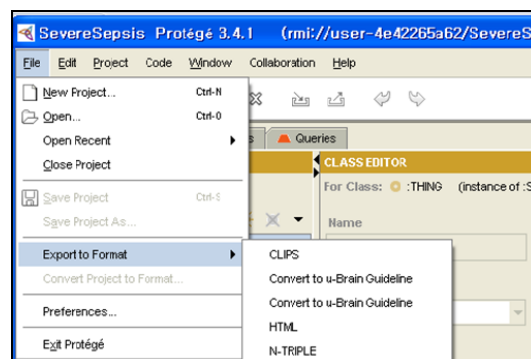 SevereSepsis Protégé 3.4.1 (rmi://user-4e42265a62/SevereS
File Edit Project Code Window Collaboration Help
New Project... Ctrl-N
Open... Ctrl-O
Open Recent
Close Project
Save Project Ctrl-S
Save Project As...
Export to Format
Convert Project to Format...
Preferences...
Exit Protégé
CLIPS
Convert to u-Brain Guideline
Convert to u-Brain Guideline
HTML
N-TRIPLE
s Queries
CLASS EDITOR
For Class: :THING (instance of :S
Name